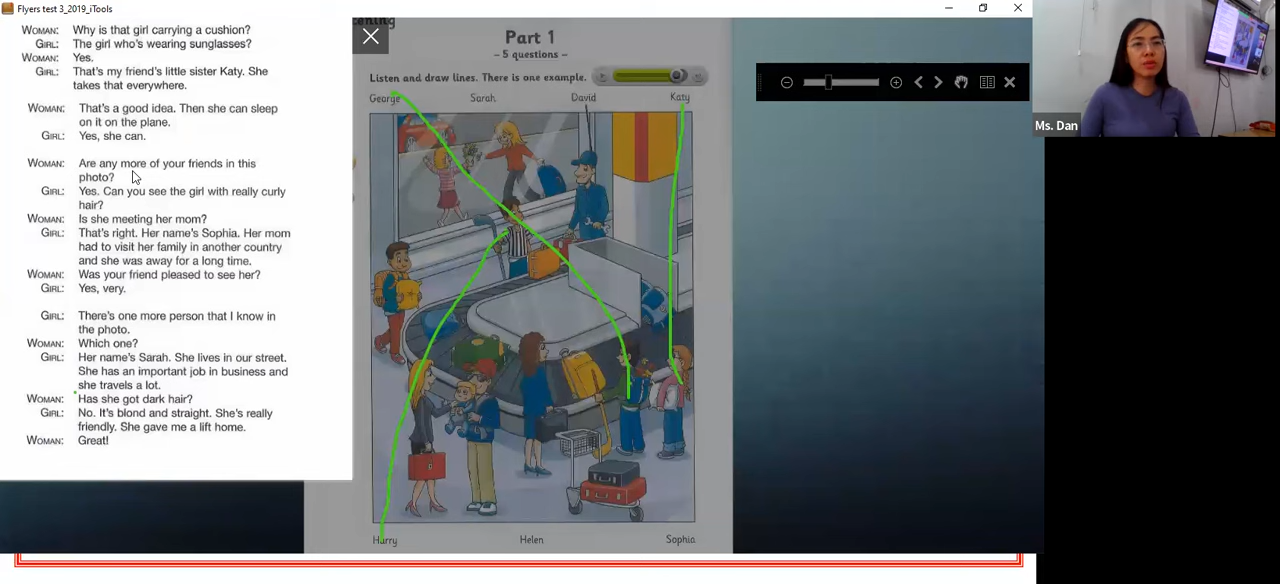 Flyers test 3_2019_iTools
WOMAN: Why is that girl carrying a cushion?
GIRL: The girl who's wearing sunglasses?
WOMAN: Yes.
GIRL: That's my friend's little sister Katy. She
takes that everywhere.
WOMAN: That's a good idea. Then she can sleep
on it on the plane.
GIRL: Yes, she can.
WOMAN: Are any more of your friends in this
photo?
GIRL: Yes. Can you see the girl with really curly
hair?
WOMAN: Is she meeting her mom?
GIRL: That's right. Her name's Sophia. Her mom
had to visit her family in another country
and she was away for a long time.
WOMAN: Was your friend pleased to see her?
GIRL: Yes, very.
GIRL: There's one more person that I know in
the photo.
WOMAN: Which one?
GIRL: Her name's Sarah. She lives in our street.
She has an important job in business and
she travels a lot.
WOMAN: Has she got dark hair?
GIRL: No. It's blond and straight. She's really
friendly. She gave me a lift home.
WOMAN: Great!
Part 1
– 5 questions –
Listen and draw lines. There is one example.
George Sarah David Katy
Harry Helen Sophia
Ms. Dan